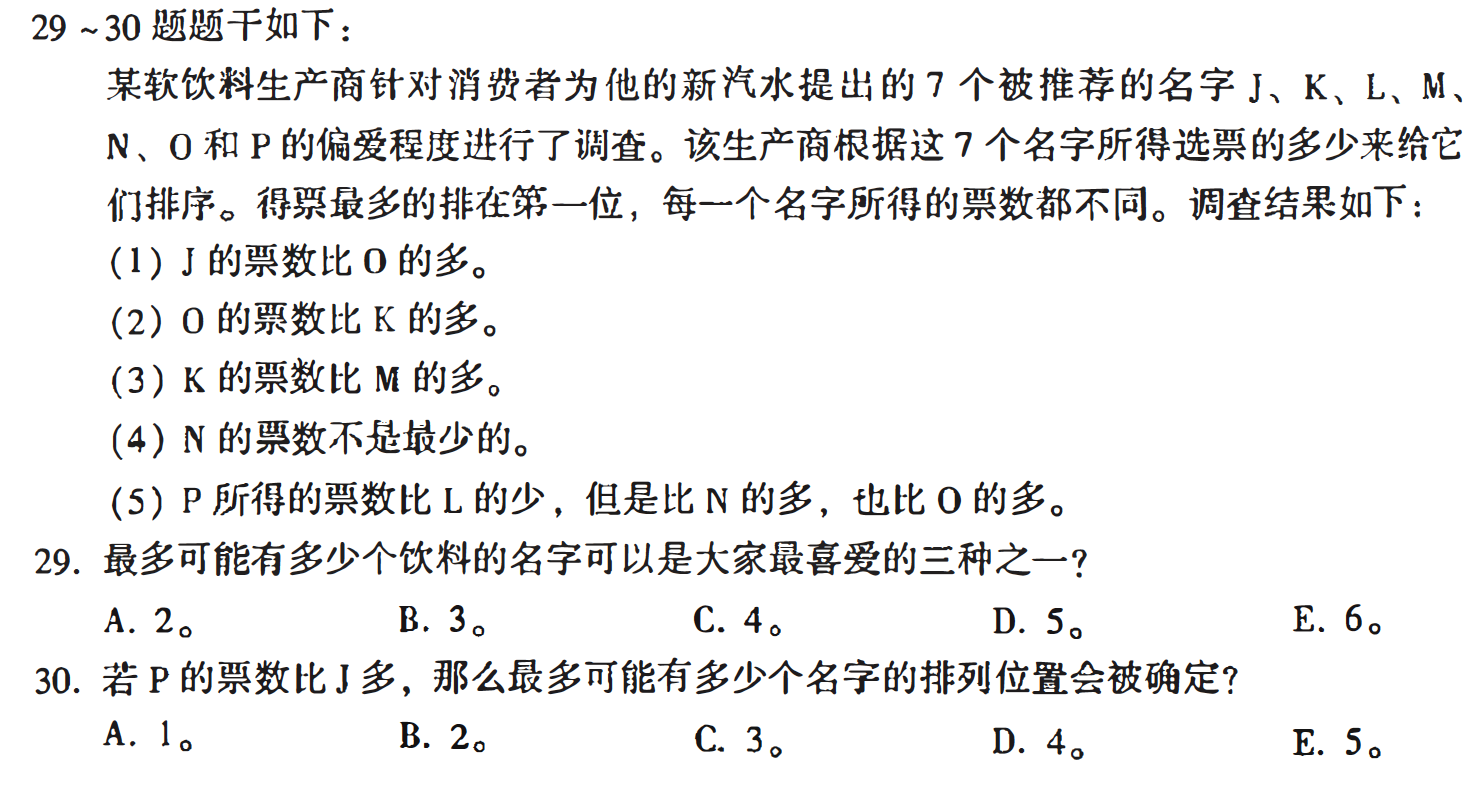 29 ~30 题题干如下：
某软饮料生产商针对消费者为他的新汽水提出的 7 个被推荐的名字 J、K、L、M、
N、O 和 P 的偏爱程度进行了调查。该生产商根据这 7 个名字所得选票的多少来给它
们排序。得票最多的排在第一位，每一个名字所得的票数都不同。调查结果如下：
(1) J 的票数比 O 的多。
(2) O 的票数比 K 的多。
(3) K 的票数比 M 的多。
(4) N 的票数不是最少的。
(5) P 所得的票数比 L 的少，但是比 N 的多，也比 O 的多。
29. 最多可能有多少个饮料的名字可以是大家最喜爱的三种之一？
A. 2。 B. 3。 C. 4。 D. 5。 E. 6。
30. 若 P 的票数比 J 多，那么最多可能有多少个名字的排列位置会被确定？
A. 1。 B. 2。 C. 3。 D. 4。 E. 5。